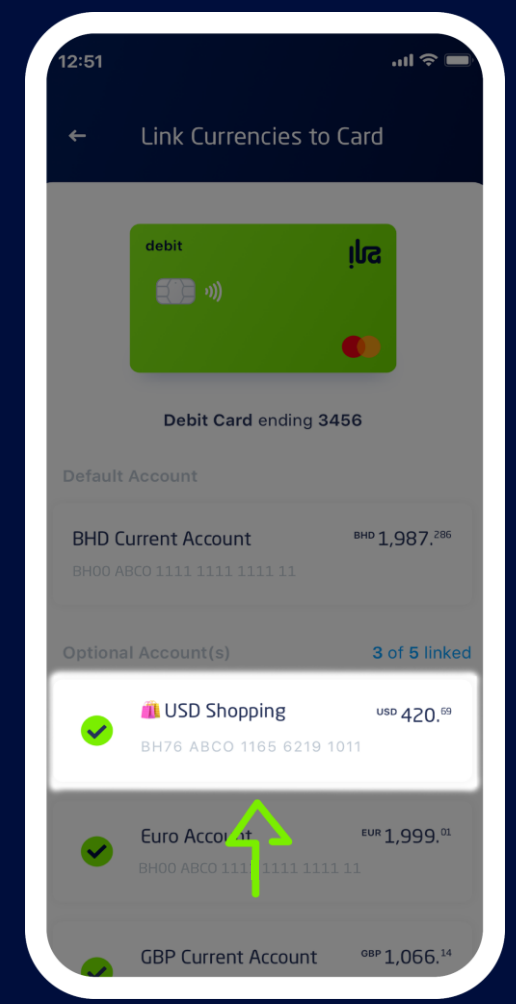 12:51
Link Currencies to Card
debit
ila
Debit Card ending 3456
Default Account
BHD Current Account BHD 1,987.286
BH00 ABCO 1111 1111 1111 11
Optional Account(s) 3 of 5 linked
USD Shopping USD 420.69
BH76 ABCO 1165 6219 1011
Euro Account EUR 1,999.01
BH00 ABCO 1111 1111 1111 11
GBP Current Account GBP 1,066.14